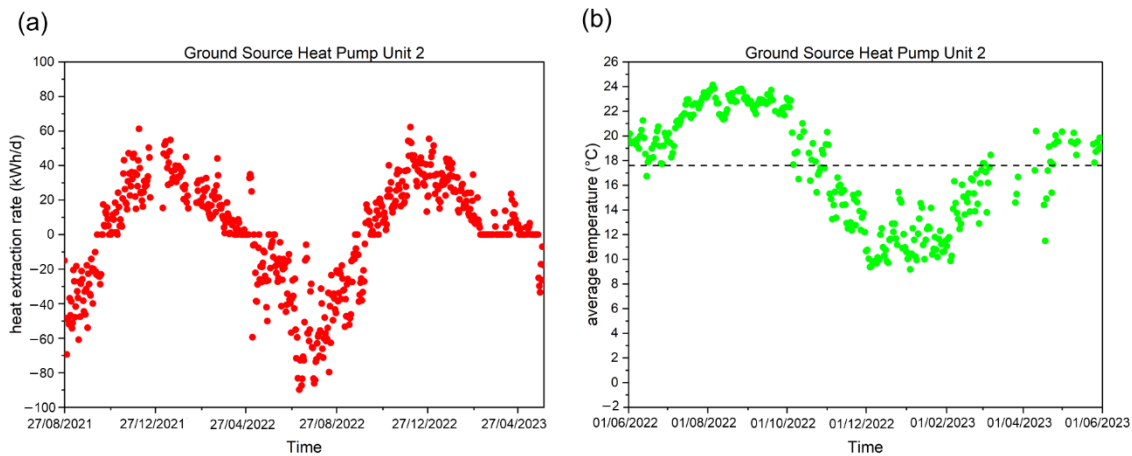 (a)
Ground Source Heat Pump Unit 2
100
80
60
40
20
0
−20
−40
−60
−80
−100
heat extraction rate (kWh/d)
27/08/2021 27/12/2021 27/04/2022 27/08/2022 27/12/2022 27/04/2023
Time
(b)
Ground Source Heat Pump Unit 2
26
24
22
20
18
16
14
12
10
8
6
4
2
0
−2
average temperature (°C)
01/06/2022 01/08/2022 01/10/2022 01/02/2023 01/04/2023 01/06/2023
Time